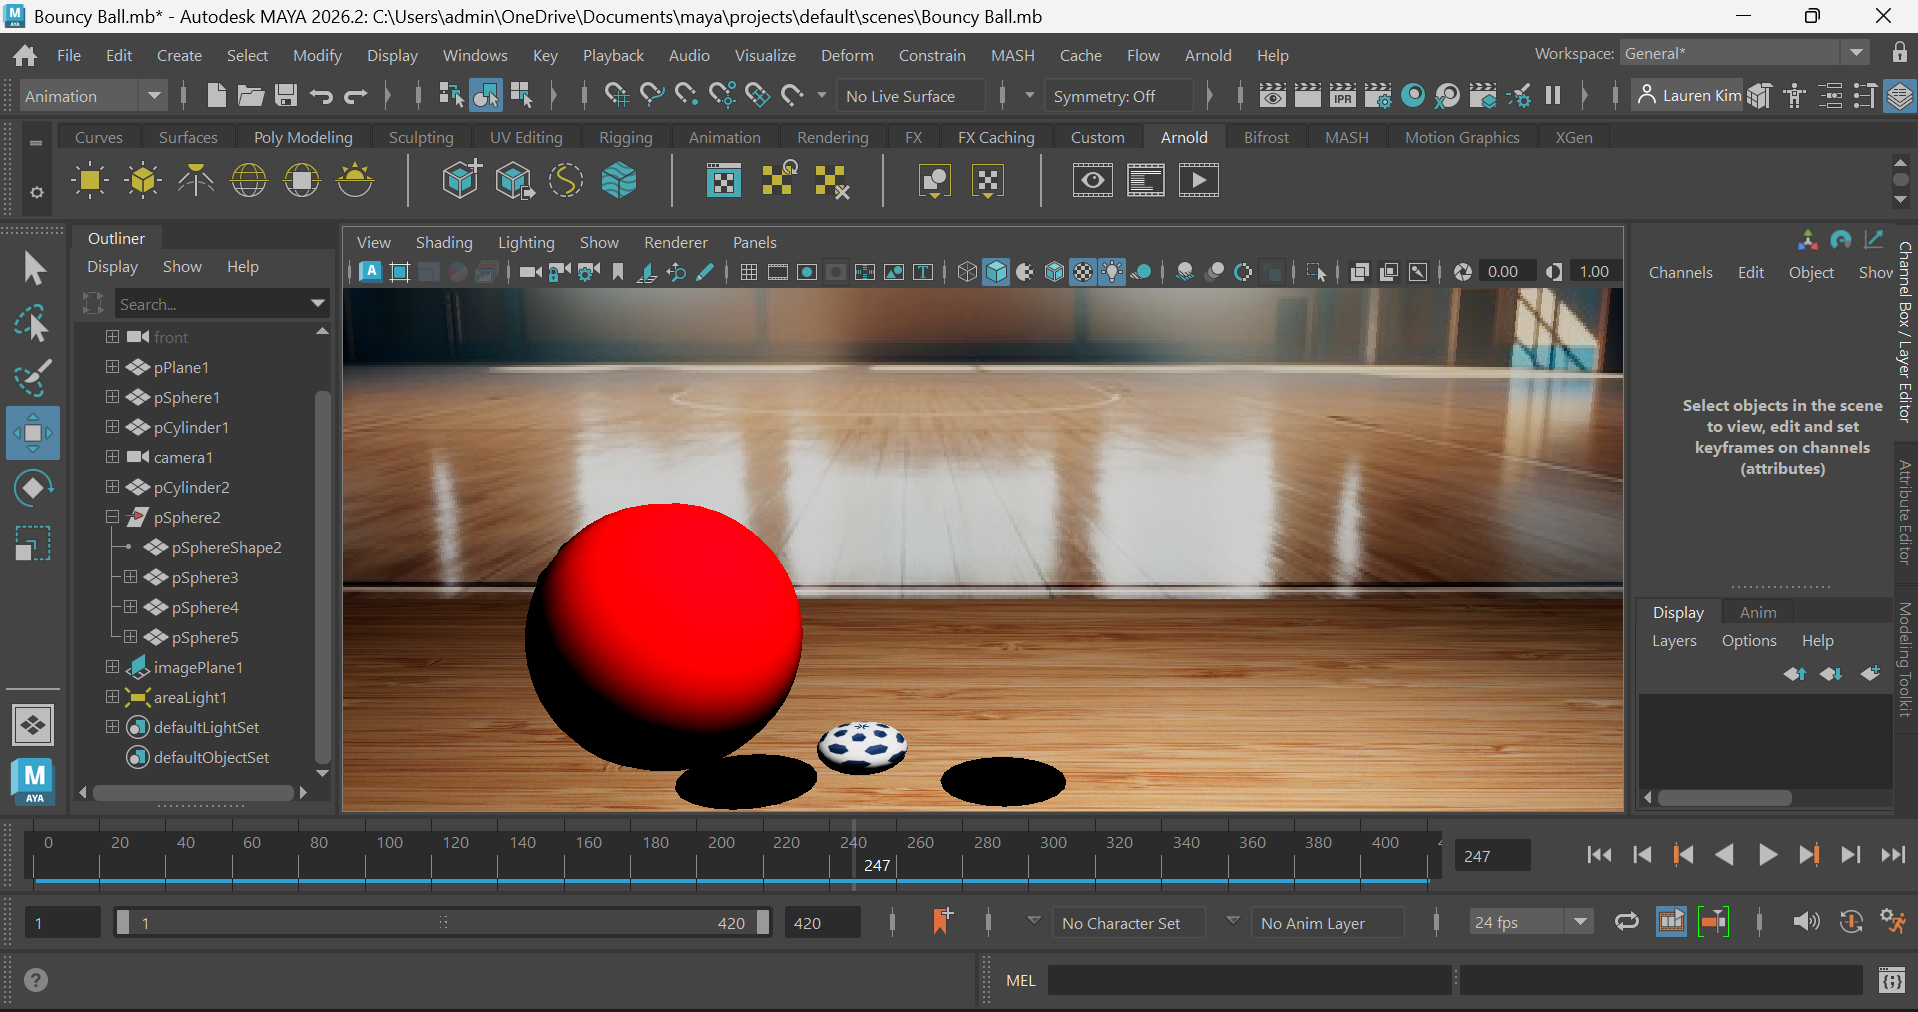 Bouncy Ball.mb* - Autodesk MAYA 2026.2: C:\Users\admin\OneDrive\Documents\maya\projects\default\scenes\Bouncy Ball.mb
File Edit Create Select Modify Display Windows Key Playback Audio Visualize Deform Constrain MASH Cache Flow Arnold Help
Workspace: General*
Animation
No Live Surface
Symmetry: Off
IPR
Lauren Kim
Curves Surfaces Poly Modeling Sculpting UV Editing Rigging Animation Rendering FX FX Caching Custom Arnold Bifrost MASH Motion Graphics XGen
Outliner
Display Show Help
Search...
front
pPlane1
pSphere1
pCylinder1
camera1
pCylinder2
pSphere2
pSphereShape2
pSphere3
pSphere4
pSphere5
imagePlane1
areaLight1
defaultLightSet
defaultObjectSet
M
AYA
View Shading Lighting Show Renderer Panels
A
T
0.00
1.00
Channels Edit Object Show
Select objects in the scene
to view, edit and set
keyframes on channels
(attributes)
Display Anim
Layers Options Help
Channel Box / Layer Editor
Attribute Editor
Modeling Toolkit
0 20 40 60 80 100 120 140 160 180 200 220 240 260 280 300 320 340 360 380 400
247
247
1
1
420
420
No Character Set
No Anim Layer
24 fps
?
MEL